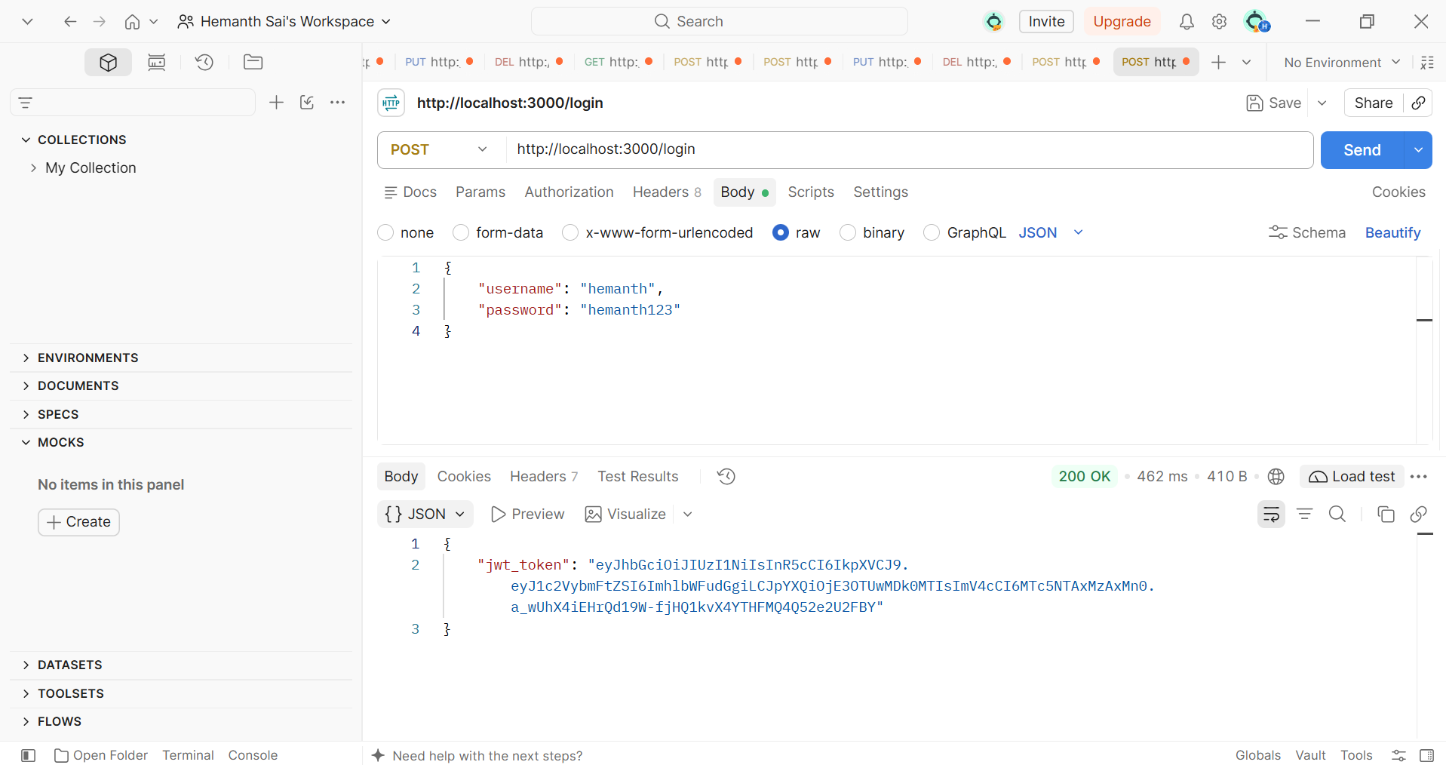 Hemanth Sai's Workspace
Search
Invite
Upgrade
PUT http:
DEL http:,
GET http:,
POST http
POST http
PUT http:
DEL http:,
POST http
POST http
No Environment
HTTP
http://localhost:3000/login
Save
Share
COLLECTIONS
My Collection
POST
http://localhost:3000/login
Send
Docs
Params
Authorization
Headers 8
Body
Scripts
Settings
Cookies
none
form-data
x-www-form-urlencoded
raw
binary
GraphQL
JSON
Schema
Beautify
1 {
2 "username": "hemanth",
3 "password": "hemanth123"
4 }
ENVIRONMENTS
DOCUMENTS
SPECS
MOCKS
No items in this panel
Create
DATASETS
TOOLSETS
FLOWS
Body
Cookies
Headers 7
Test Results
200 OK
462 ms
410 B
Load test
{} JSON
Preview
Visualize
1 {
2 "jwt_token": "eyJhbGciOiJIUzI1NiIsInR5cCI6IkpXVCJ9.
eyJ1c2VybmFtZSI6ImhlbWFudGgiLCJpYXQiOjE3OTUwMDk0MTIsImV4cCI6MTc5NTAxMzAxMn0.
a_wUhX4iEHrQd19W-fjHQ1kvX4YTHFMQ4Q52e2U2FBY"
3 }
Open Folder
Terminal
Console
Need help with the next steps?
Globals
Vault
Tools